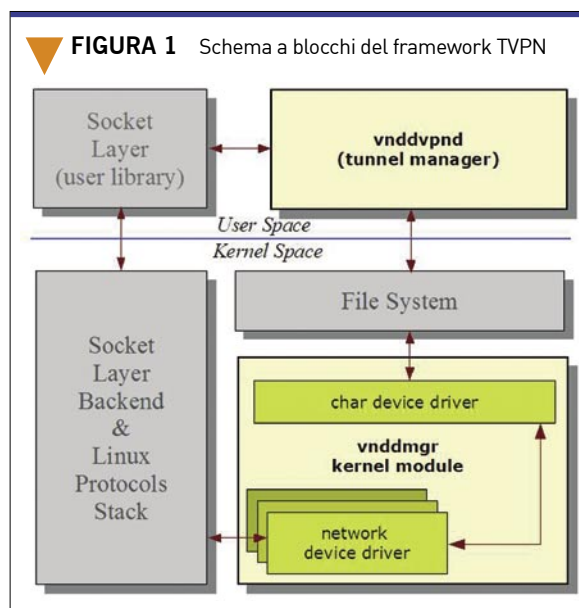 FIGURA 1 Schema a blocchi del framework TVPN
Socket
Layer
(user library)
vnddvpnd
(tunnel manager)
User Space
Kernel Space
File System
Socket
Layer
Backend
&
Linux
Protocols
Stack
char device driver
vnddmgr
kernel module
network
device driver